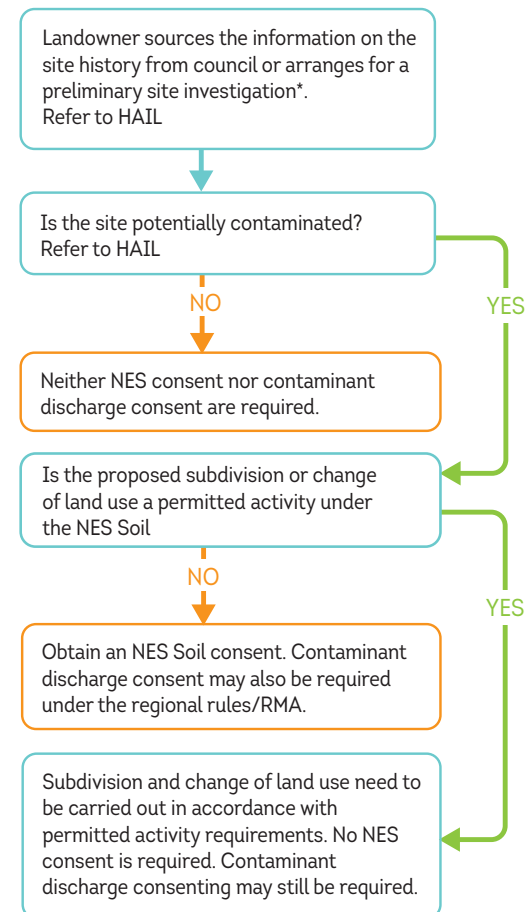 Landowner sources the information on the
site history from council or arranges for a
preliminary site investigation*.
Refer to HAIL
Is the site potentially contaminated?
Refer to HAIL
NO
YES
Neither NES consent nor contaminant
discharge consent are required.
Is the proposed subdivision or change
of land use a permitted activity under
the NES Soil
NO
YES
Obtain an NES Soil consent. Contaminant
discharge consent may also be required
under the regional rules/RMA.
Subdivision and change of land use need to
be carried out in accordance with
permitted activity requirements. No NES
consent is required. Contaminant
discharge consenting may still be required.